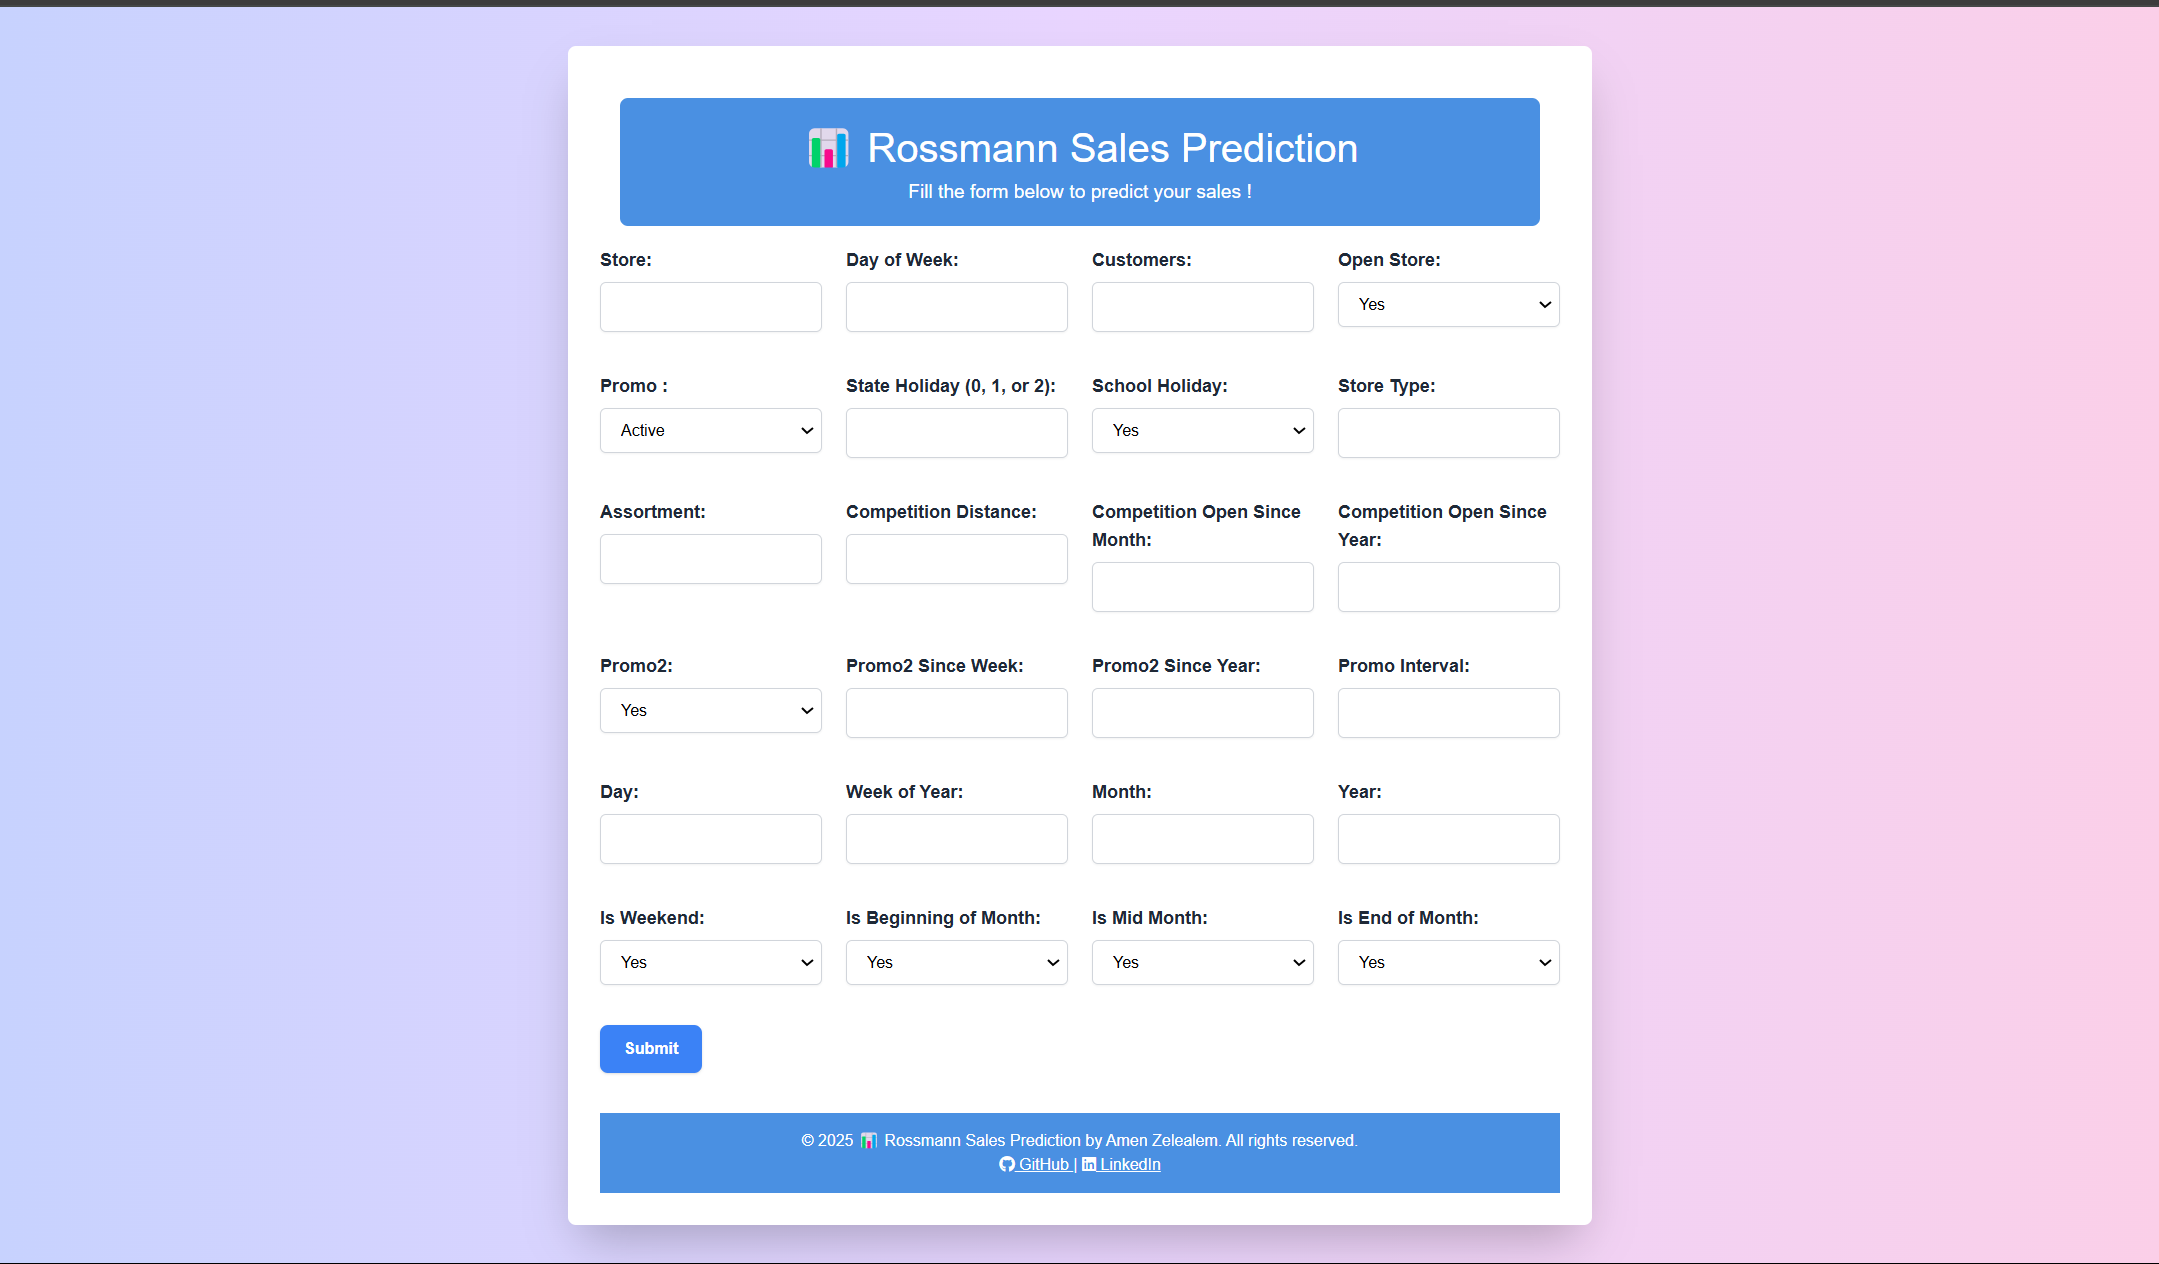 Rossmann Sales Prediction
Fill the form below to predict your sales !
Store:
Day of Week:
Customers:
Open Store:
Yes
Promo :
State Holiday (0, 1, or 2):
School Holiday:
Store Type:
Active
Yes
Assortment:
Competition Distance:
Competition Open Since
Month:
Competition Open Since
Year:
Promo2:
Promo2 Since Week:
Promo2 Since Year:
Promo Interval:
Yes
Day:
Week of Year:
Month:
Year:
Is Weekend:
Is Beginning of Month:
Is Mid Month:
Is End of Month:
Yes
Yes
Yes
Yes
Submit
© 2025 📊 Rossmann Sales Prediction by Amen Zelealem. All rights reserved.
GitHub | LinkedIn